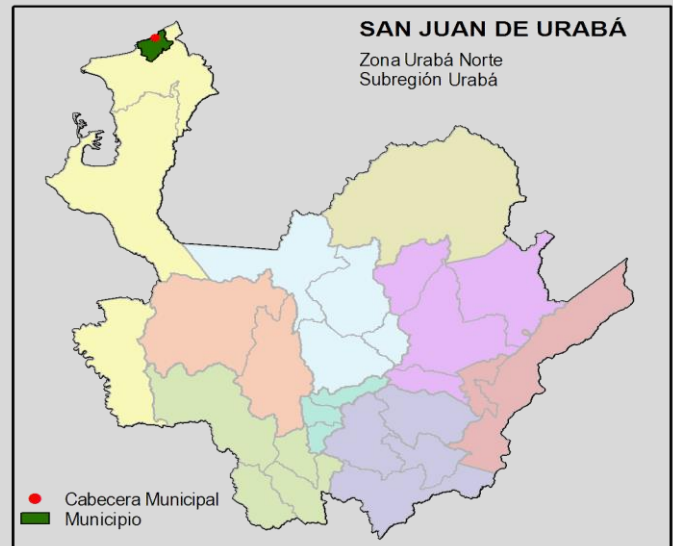 SAN JUAN DE URABÁ
Zona Urabá Norte
Subregión Urabá
Cabecera Municipal
Municipio